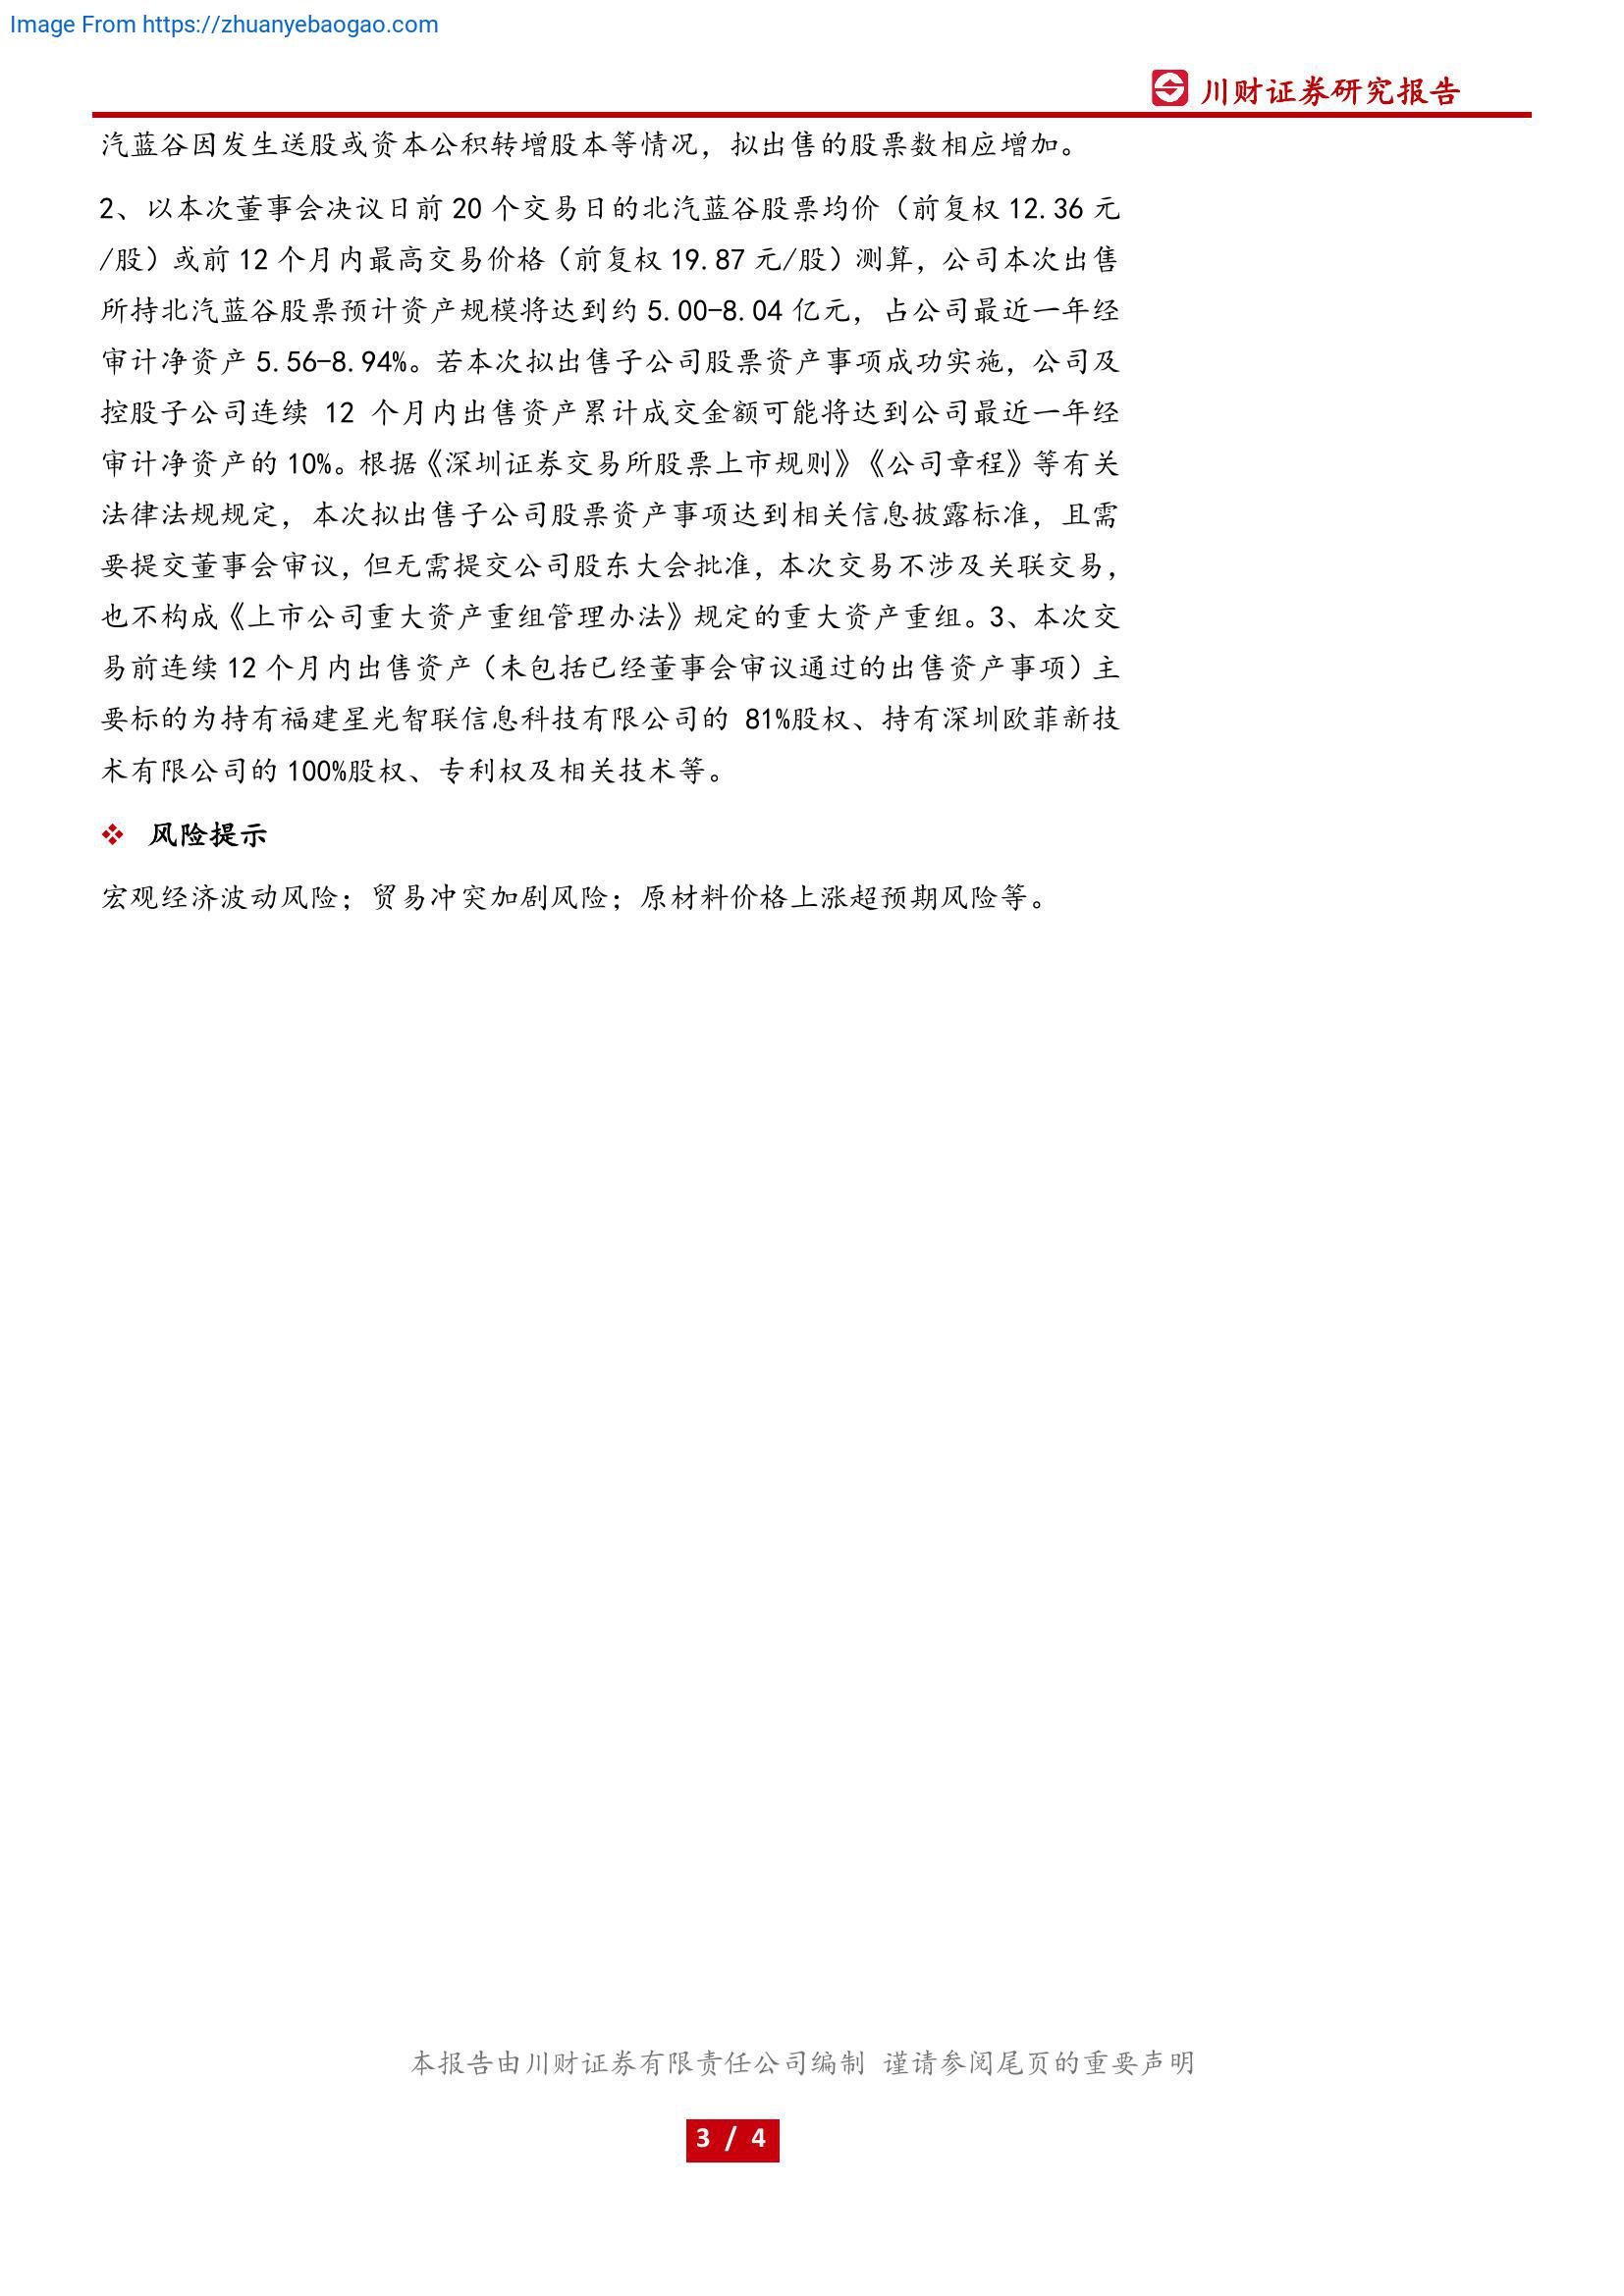 Image From https://zhuanyebaogao.com
川财证券研究报告
汽蓝谷因发生送股或资本公积转增股本等情况，拟出售的股票数相应增加。
2、以本次董事会决议日前 20 个交易日的北汽蓝谷股票均价（前复权 12.36 元
/股）或前 12 个月内最高交易价格（前复权 19.87 元/股）测算，公司本次出售
所持北汽蓝谷股票预计资产规模将达到约 5.00-8.04 亿元，占公司最近一年经
审计净资产 5.56-8.94%。若本次拟出售子公司股票资产事项成功实施，公司及
控股子公司连续 12 个月内出售资产累计成交金额可能将达到公司最近一年经
审计净资产的 10%。根据《深圳证券交易所股票上市规则》《公司章程》等有关
法律法规规定，本次拟出售子公司股票资产事项达到相关信息披露标准，且需
要提交董事会审议，但无需提交公司股东大会批准，本次交易不涉及关联交易，
也不构成《上市公司重大资产重组管理办法》规定的重大资产重组。3、本次交
易前连续 12 个月内出售资产（未包括已经董事会审议通过的出售资产事项）主
要标的为持有福建星光智联信息科技有限公司的 81%股权、持有深圳欧菲新技
术有限公司的 100%股权、专利权及相关技术等。
❖ 风险提示
宏观经济波动风险；贸易冲突加剧风险；原材料价格上涨超预期风险等。
本报告由川财证券有限责任公司编制 谨请参阅尾页的重要声明
3 / 4